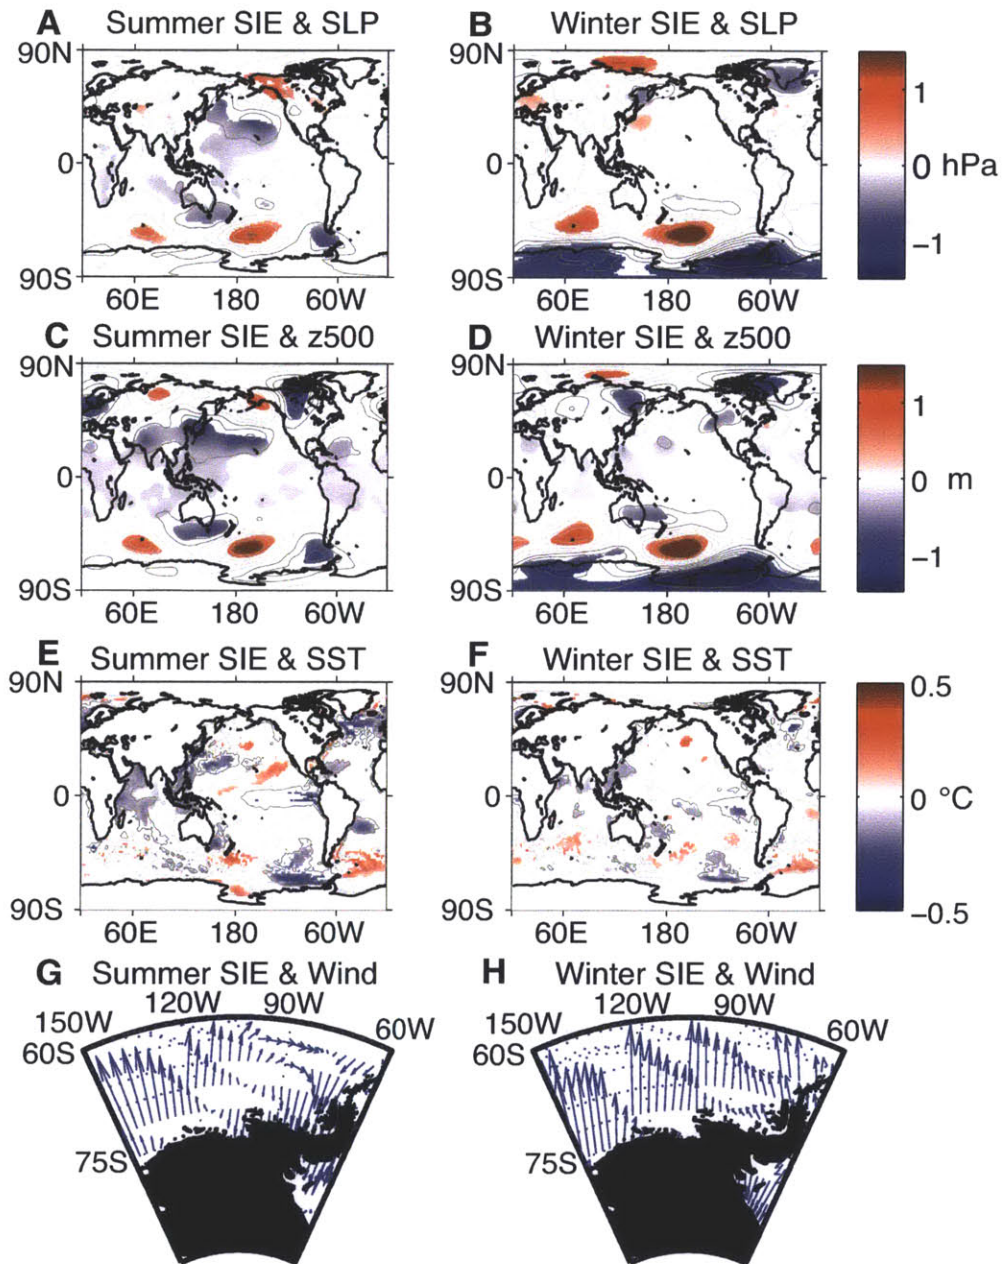 A Summer SIE & SLP
B Winter SIE & SLP
90N
0
90S
60E 180 60W
60E 180 60W
1
0 hPa
−1
C Summer SIE & z500
D Winter SIE & z500
90N
0
90S
60E 180 60W
60E 180 60W
1
0 m
−1
E Summer SIE & SST
F Winter SIE & SST
90N
0
90S
90N
0
90S
60E 180 60W
60E 180 60W
0.5
0 °C
−0.5
G Summer SIE & Wind
H Winter SIE & Wind
150W 120W 90W 60W
60S
75S
150W 120W 90W 60W
60S
75S